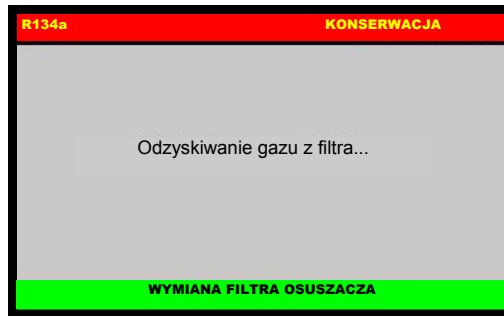 R134a KONSERWACJA
Odzyskiwanie gazu z filtra...
WYMIANA FILTRA OSUSZACZA